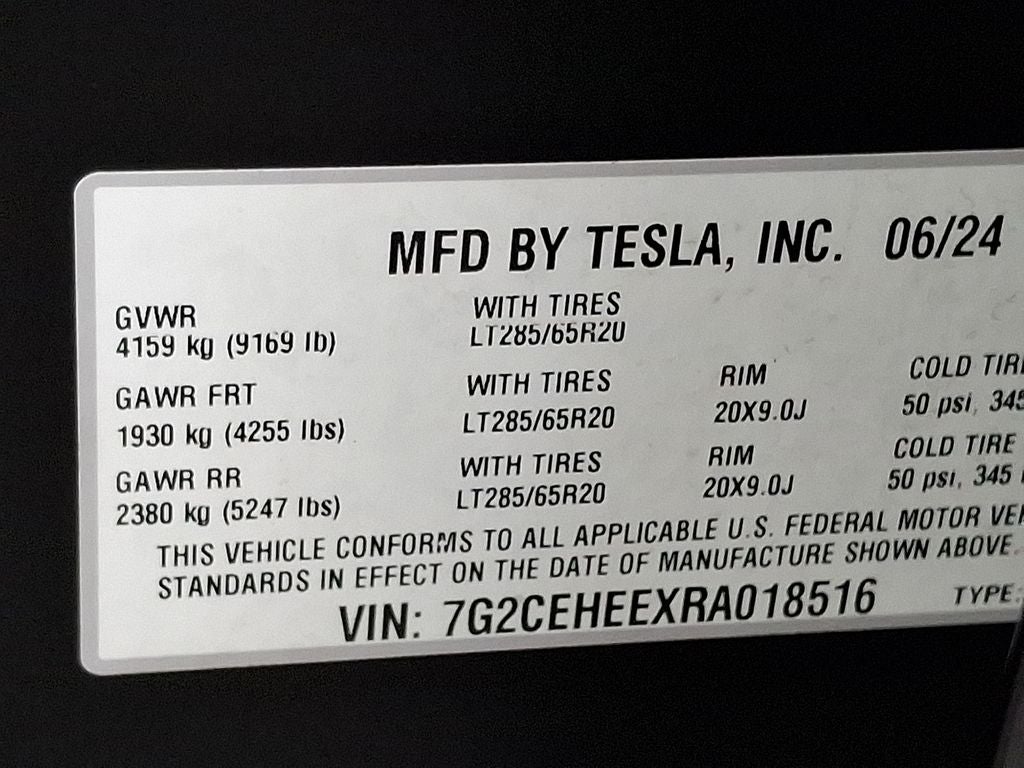 MFD BY TESLA, INC. 06/24
GVWR WITH TIRES
4159 kg (9169 lb) LT285/65R20
GAWR FRT WITH TIRES RIM COLD TIRE
1930 kg (4255 lbs) LT285/65R20 20X9.0J 50 psi, 345
GAWR RR WITH TIRES RIM COLD TIRE
2380 kg (5247 lbs) LT285/65R20 20X9.0J 50 psi, 345
THIS VEHICLE CONFORMS TO ALL APPLICABLE U.S. FEDERAL MOTOR
STANDARDS IN EFFECT ON THE DATE OF MANUFACTURE SHOWN ABOVE.
VIN: 7G2CEHEEXRA018516 TYPE: